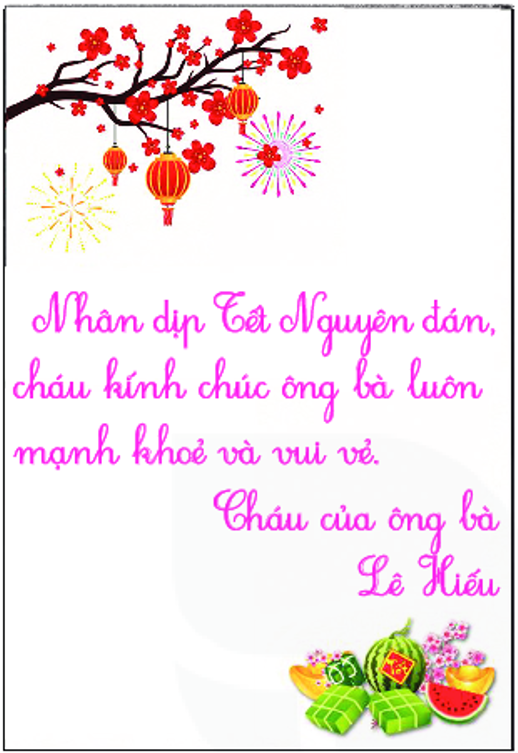 Nhân dịp Tết Nguyên đán,
cháu kính chúc ông bà luôn
mạnh khoẻ và vui vẻ.
Cháu của ông bà
Lê Hiếu